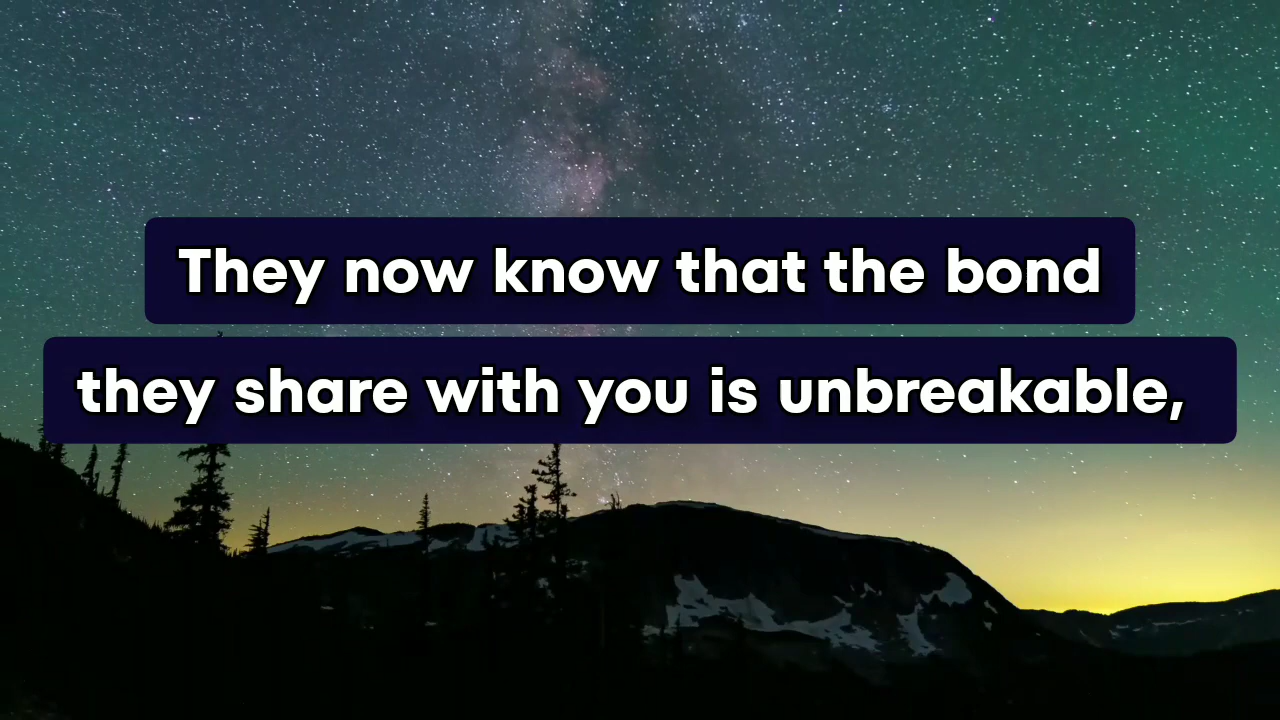 They now know that the bond
they share with you is unbreakable,